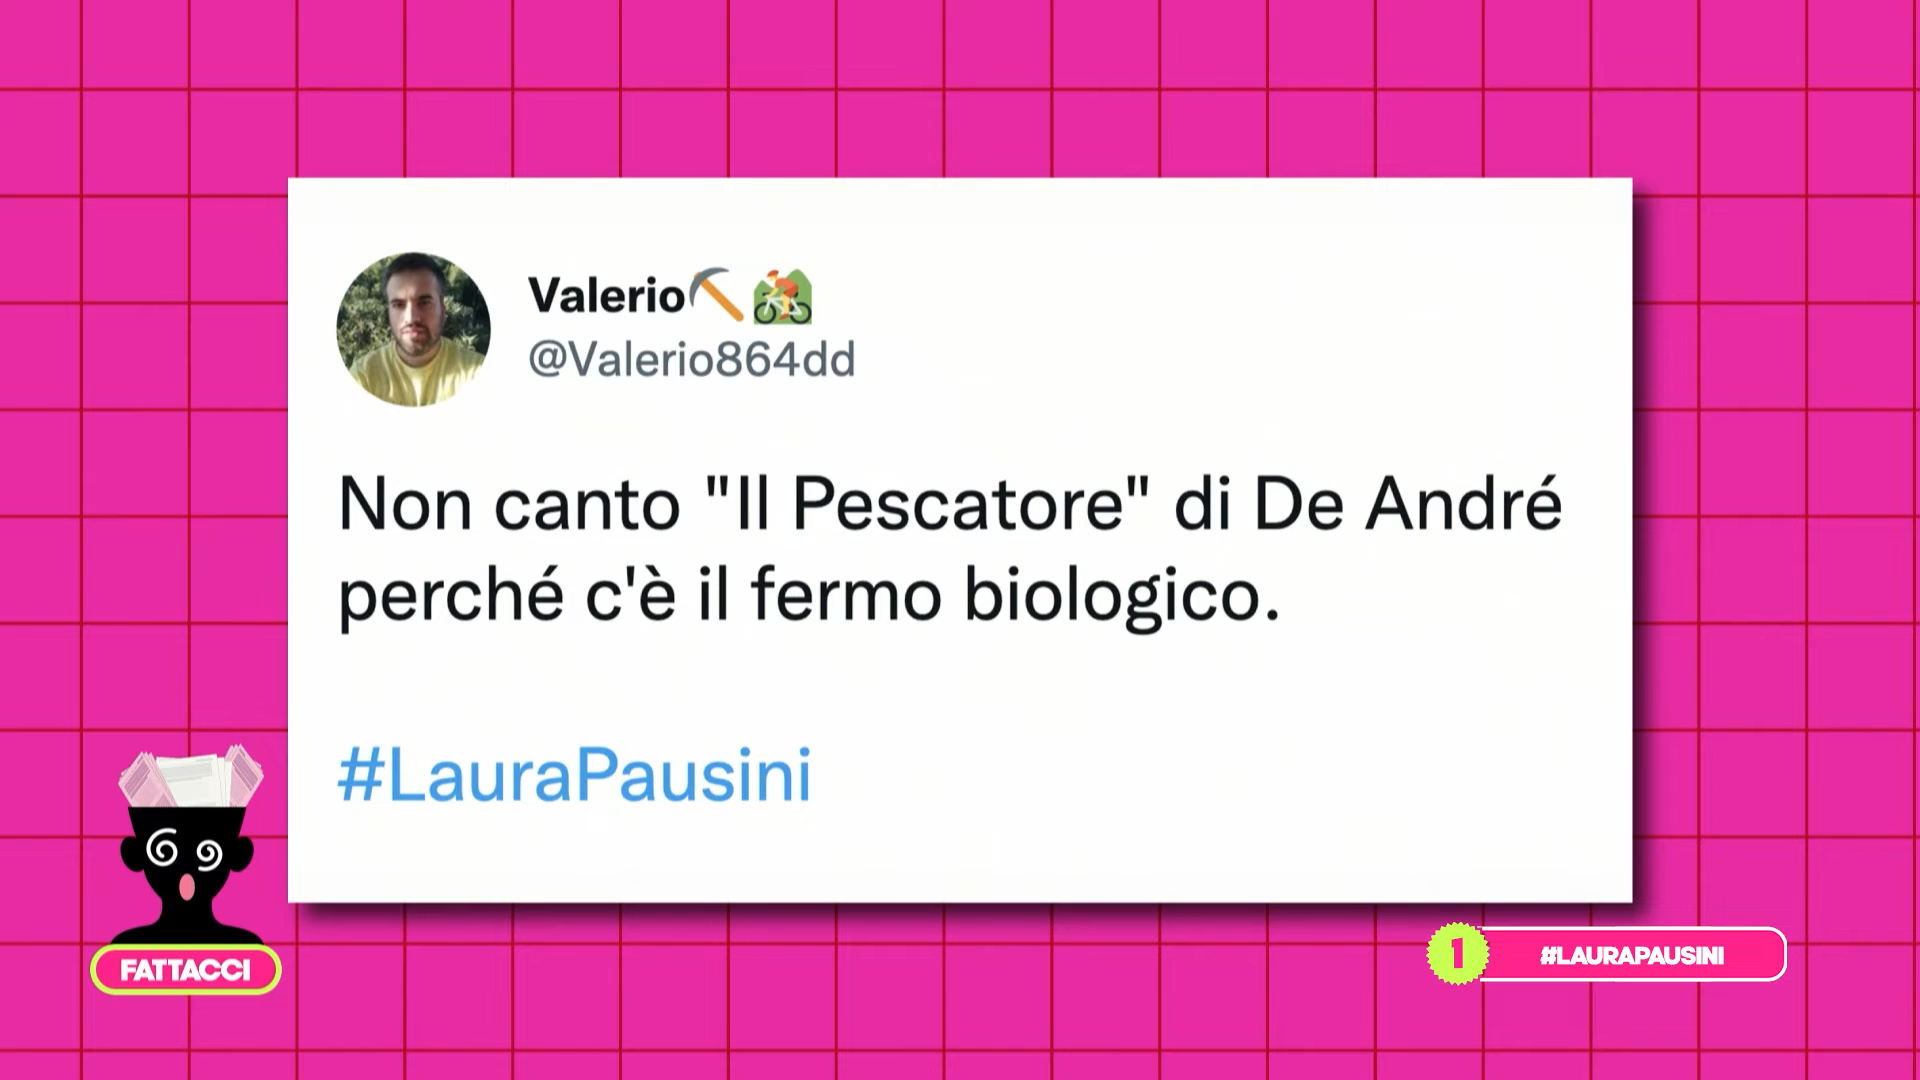 Valerio⛏️🚵
@Valerio864dd
Non canto "Il Pescatore" di De André
perché c'è il fermo biologico.
#LauraPausini
FATTACCI
1 #LAURAPAUSINI